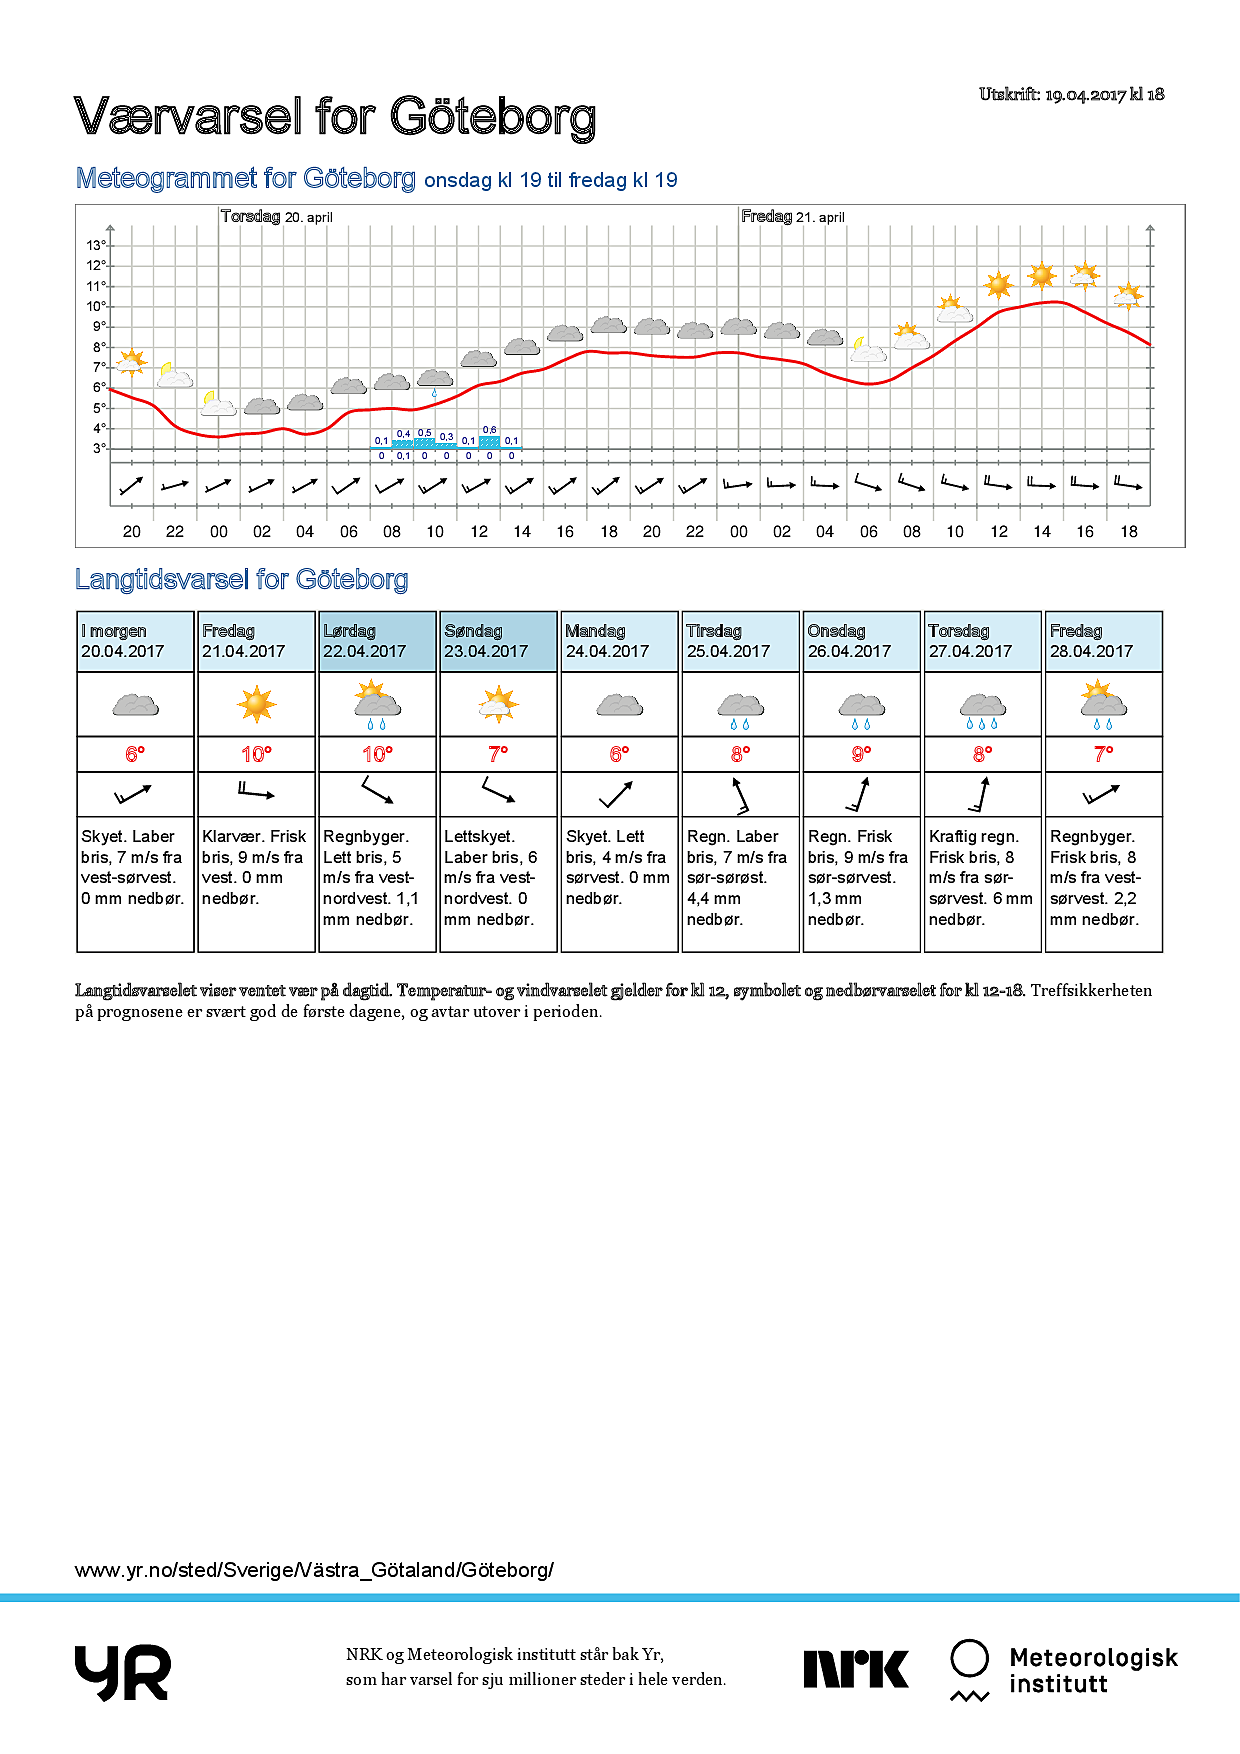 Værvarsel for Göteborg
Utskrift: 19.04.2017 kl 18
Meteogrammet for Göteborg onsdag kl 19 til fredag kl 19
Torsdag 20. april
Fredag 21. april
13°
12°
11°
10°
9°
8°
7°
6°
5°
4°
3°
0,1 0,4 0,5 0,3 0,1 0,6 0,1
0 0,1 0 0 0 0 0
20 22 00 02 04 06 08 10 12 14 16 18 20 22 00 02 04 06 08 10 12 14 16 18
Langtidsvarsel for Göteborg
I morgen
20.04.2017
6°
Skyet. Laber
bris, 7 m/s fra
vest-sørvest.
0 mm nedbør.
Fredag
21.04.2017
10°
Klarvær. Frisk
bris, 9 m/s fra
vest. 0 mm
nedbør.
Lørdag
22.04.2017
10°
Regnbyger.
Lett bris, 5
m/s fra vest-
nordvest. 1,1
mm nedbør.
Søndag
23.04.2017
7°
Lettskyet.
Laber bris, 6
m/s fra vest-
nordvest. 0
mm nedbør.
Mandag
24.04.2017
6°
Skyet. Lett
bris, 4 m/s fra
sørvest. 0 mm
nedbør.
Tirsdag
25.04.2017
8°
Regn. Laber
bris, 7 m/s fra
sør-sørøst.
4,4 mm
nedbør.
Onsdag
26.04.2017
9°
Regn. Frisk
bris, 9 m/s fra
sør-sørvest.
1,3 mm
nedbør.
Torsdag
27.04.2017
8°
Kraftig regn.
Frisk bris, 8
m/s fra sør-
sørvest. 6 mm
nedbør.
Fredag
28.04.2017
7°
Regnbyger.
Frisk bris, 8
m/s fra vest-
sørvest. 2,2
mm nedbør.
Langtidsvarselet viser ventet vær på dagtid. Temperatur- og vindvarselet gjelder for kl 12, symbolet og nedbørvarselet for kl 12-18. Treffsikkerheten
på prognosene er svært god de første dagene, og avtar utover i perioden.
www.yr.no/sted/Sverige/Västra_Götaland/Göteborg/
YR
NRK og Meteorologisk institutt står bak Yr,
som har varsel for sju millioner steder i hele verden.
NRK
Meteorologisk
institutt